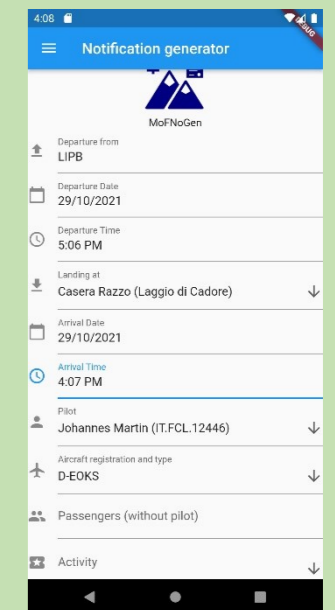 4:08
DEBUG
Notification generator
MoFNoGen
Departure from
LIPB
Departure Date
29/10/2021
Departure Time
5:06 PM
Landing at
Casera Razzo (Laggio di Cadore)
Arrival Date
29/10/2021
Arrival Time
4:07 PM
Pilot
Johannes Martin (IT.FCL.12446)
Aircraft registration and type
D-EOKS
Passengers (without pilot)
Activity